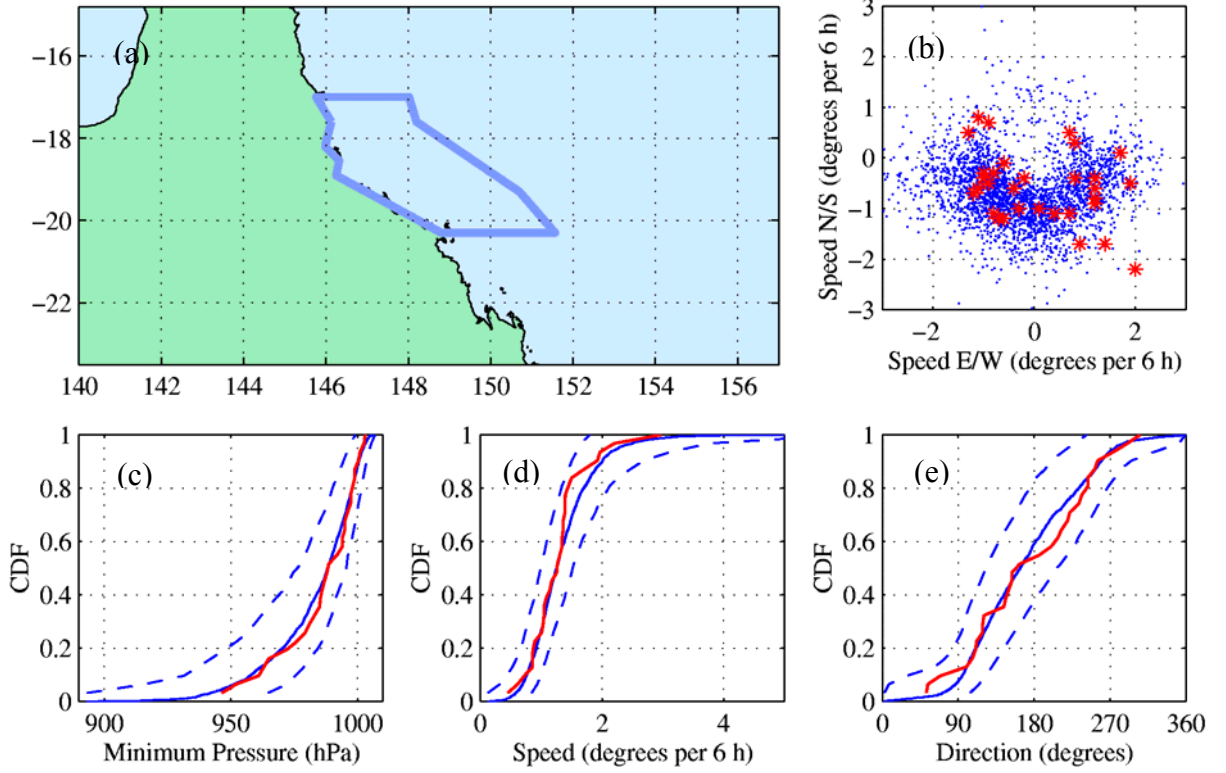 (a)
−16
−18
−20
−22
140 142 144 146 148 150 152 154 156
(b)
3
2
1
0
−1
−2
−3
Speed N/S (degrees per 6 h)
−2 0 2
Speed E/W (degrees per 6 h)
(c)
1
0.8
0.6
0.4
0.2
0
CDF
900 950 1000
Minimum Pressure (hPa)
(d)
1
0.8
0.6
0.4
0.2
0
CDF
0 2 4
Speed (degrees per 6 h)
(e)
1
0.8
0.6
0.4
0.2
0
CDF
0 90 180 270 360
Direction (degrees)